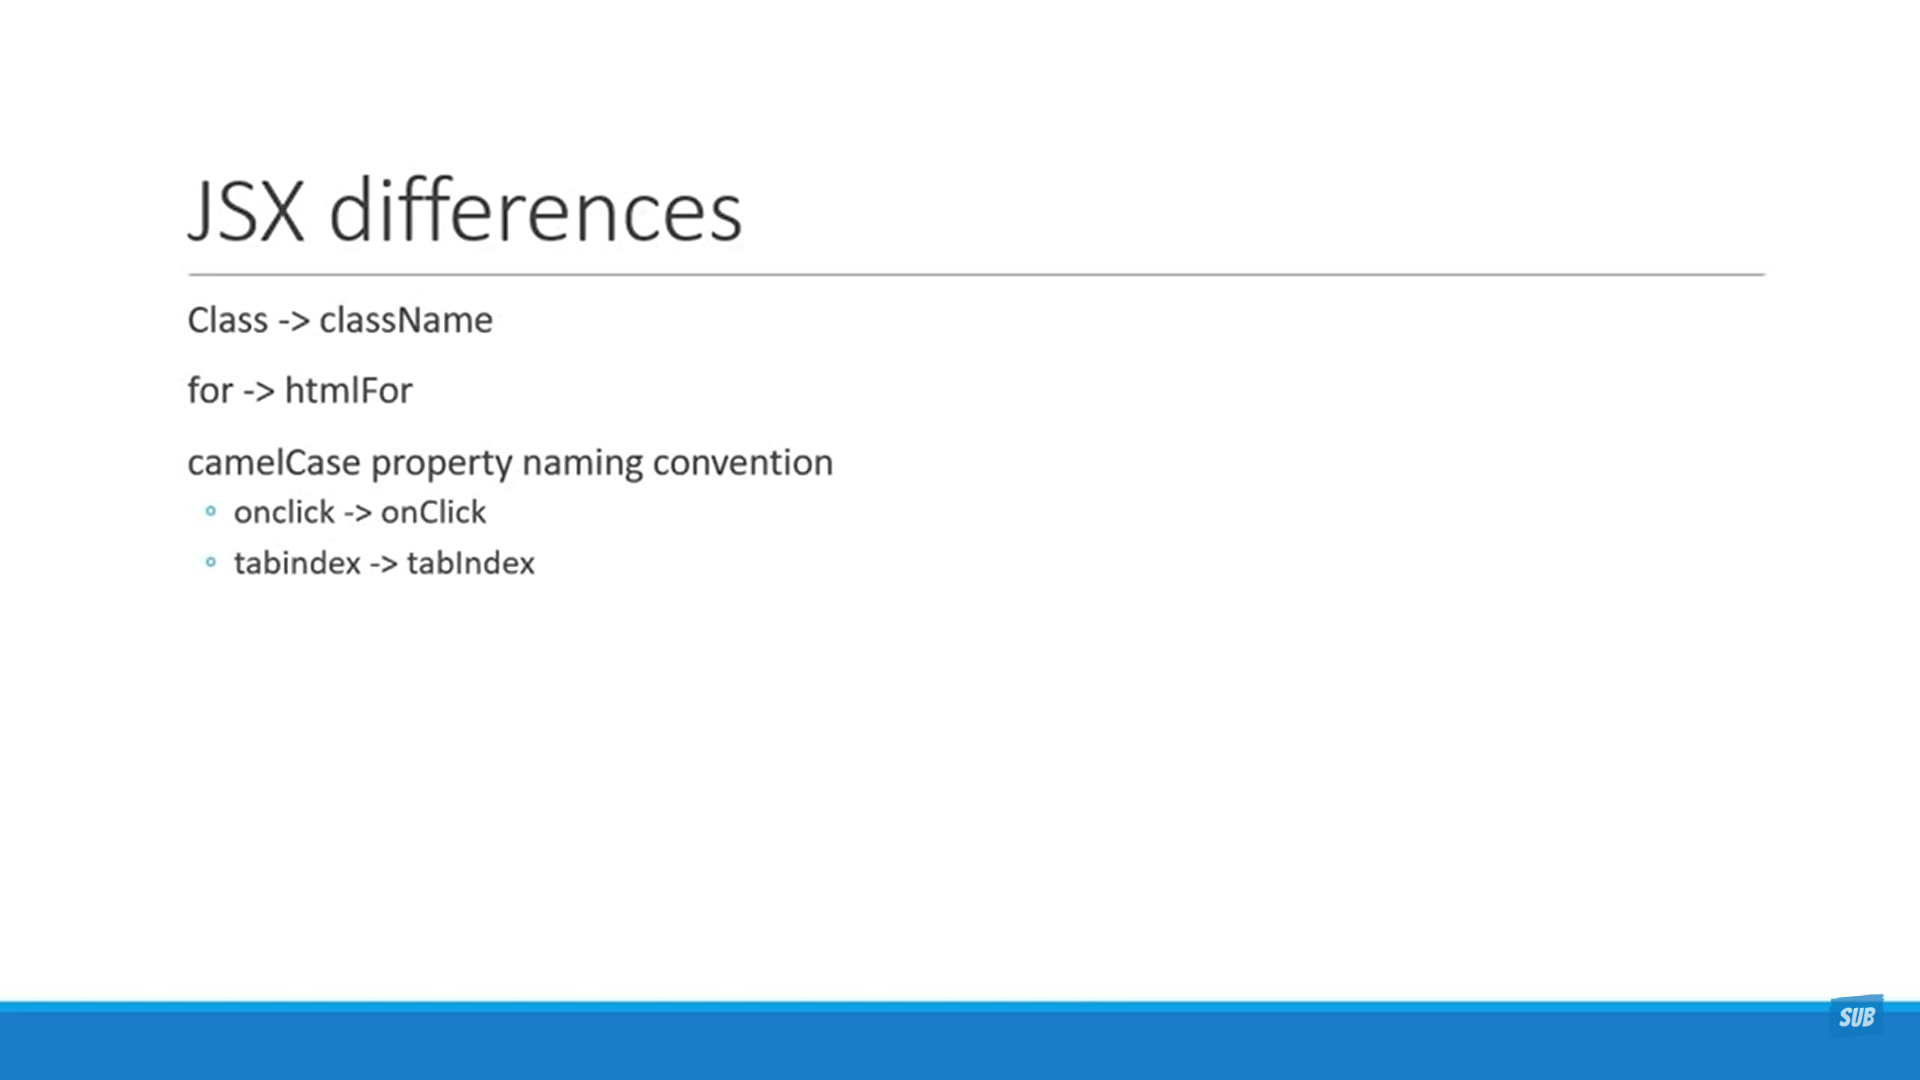 JSX differences
Class -> className
for -> htmlFor
camelCase property naming convention
onclick -> onClick
tabindex -> tabIndex
SUB